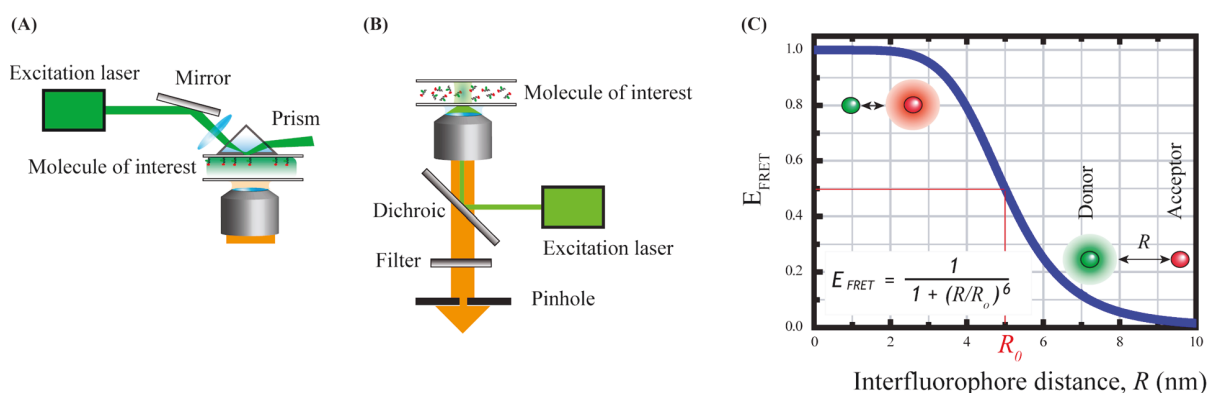 (A)
Excitation laser
Mirror
Prism
Molecule of interest
(B)
Molecule of interest
Dichroic
Excitation laser
Filter
Pinhole
(C)
E_FRET
1.0
0.8
0.6
0.4
0.2
0.0
Donor
Acceptor
R
E_FRET = 1 / (1 + (R/R_o)^6)
0 2 4 6 8 10
R_0
Interfluorophore distance, R (nm)